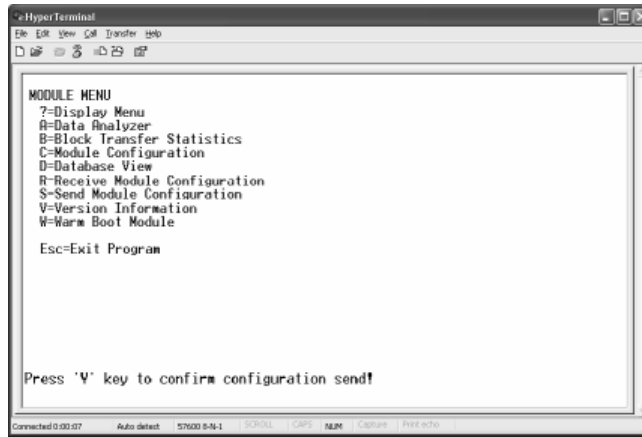 HyperTerminal
File Edit View Call Transfer Help
MODULE MENU
?=Display Menu
A=Data Analyzer
B=Block Transfer Statistics
C=Module Configuration
D=Database View
R=Receive Module Configuration
S=Send Module Configuration
V=Version Information
W=Warm Boot Module
Esc=Exit Program
Press 'Y' key to confirm configuration send!
Connected 0:00:07 Auto detect 57600 8-N-1 SCROLL CAPS NUM Capture Print echo